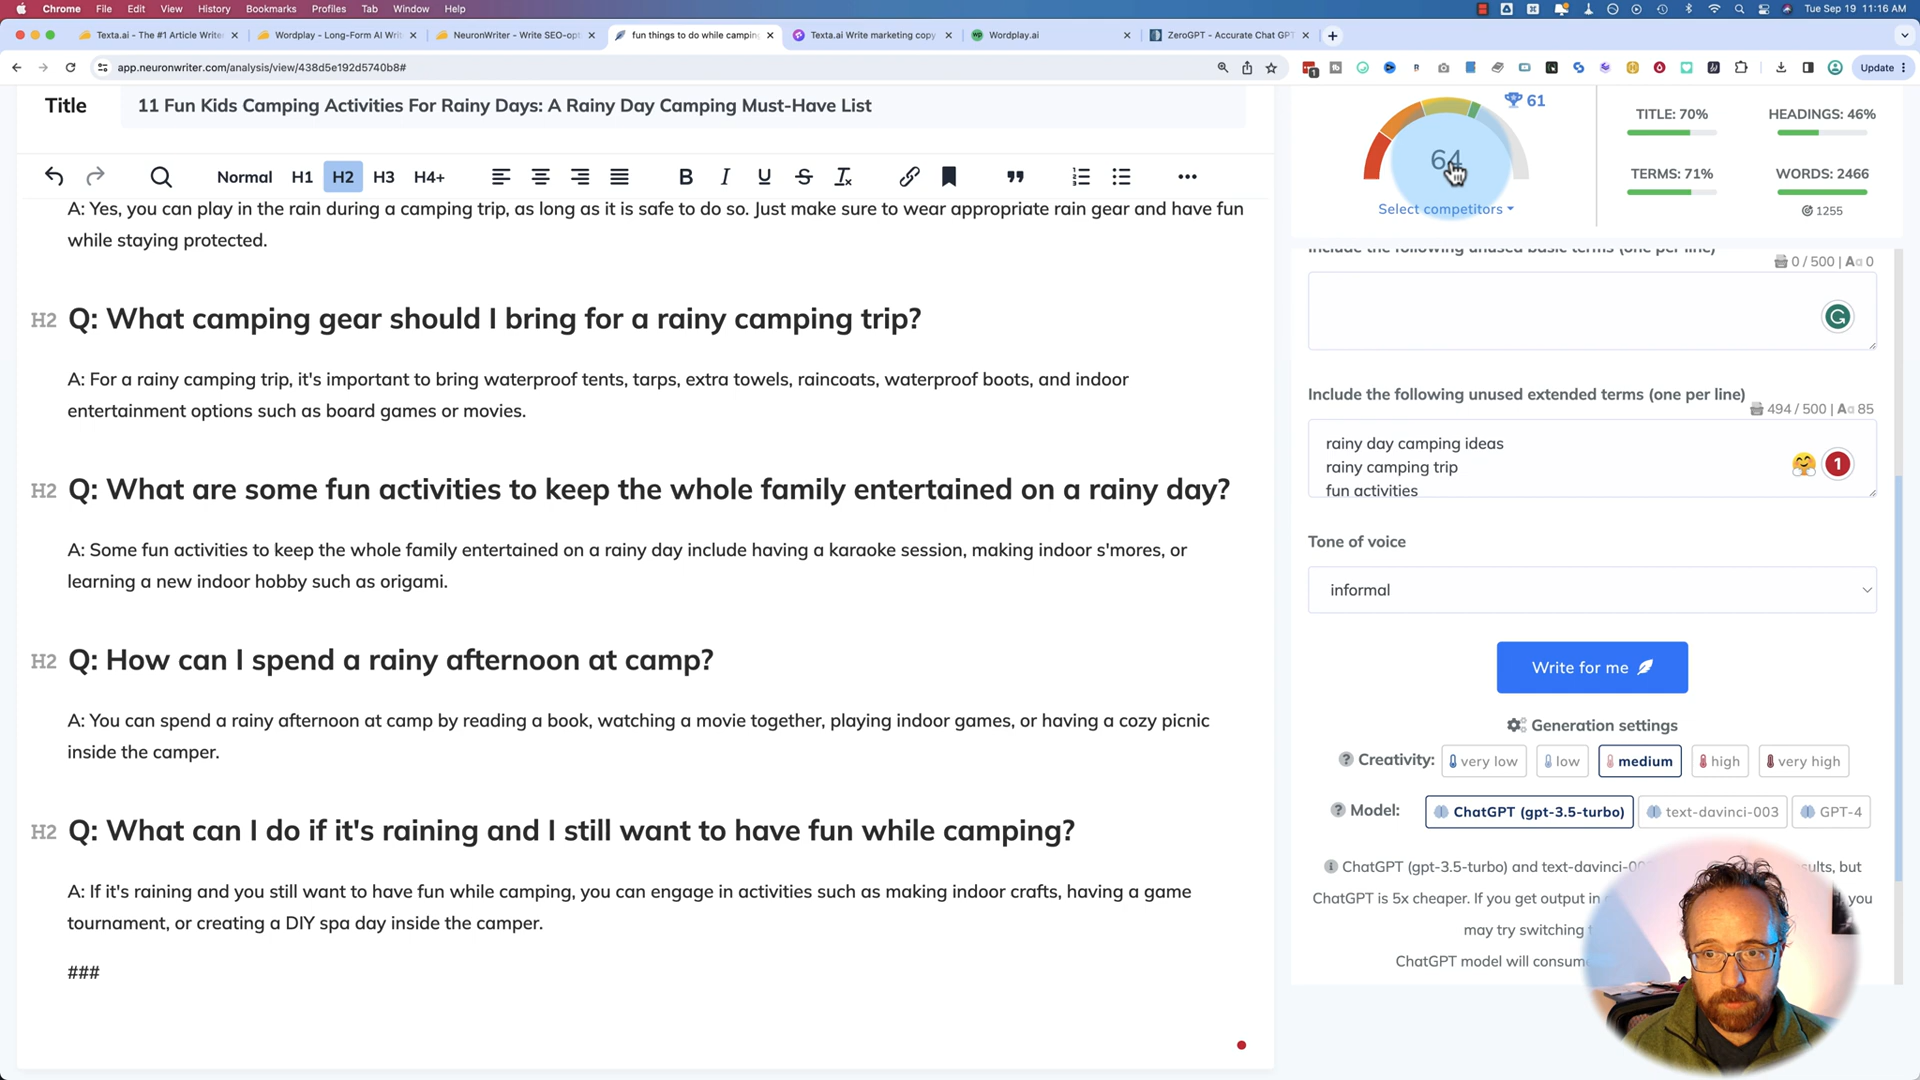 Chrome File Edit View History Bookmarks Profiles Tab Window Help Tue Sep 19 11:16 AM
Texta.ai - The #1 Article Write
Wordplay - Long-Form AI Writ
NeuronWriter - Write SEO-opt
fun things to do while camping
Texta.ai Write marketing copy
Wordplay.ai
ZeroGPT - Accurate Chat GPT
app.neuronwriter.com/analysis/view/438d5e192d5740b8#
Update
Title
11 Fun Kids Camping Activities For Rainy Days: A Rainy Day Camping Must-Have List
Normal H1 H2 H3 H4+ B I U S
A: Yes, you can play in the rain during a camping trip, as long as it is safe to do so. Just make sure to wear appropriate rain gear and have fun
while staying protected.
H2 Q: What camping gear should I bring for a rainy camping trip?
A: For a rainy camping trip, it's important to bring waterproof tents, tarps, extra towels, raincoats, waterproof boots, and indoor
entertainment options such as board games or movies.
H2 Q: What are some fun activities to keep the whole family entertained on a rainy day?
A: Some fun activities to keep the whole family entertained on a rainy day include having a karaoke session, making indoor s'mores, or
learning a new indoor hobby such as origami.
H2 Q: How can I spend a rainy afternoon at camp?
A: You can spend a rainy afternoon at camp by reading a book, watching a movie together, playing indoor games, or having a cozy picnic
inside the camper.
H2 Q: What can I do if it's raining and I still want to have fun while camping?
A: If it's raining and you still want to have fun while camping, you can engage in activities such as making indoor crafts, having a game
tournament, or creating a DIY spa day inside the camper.
###
61
64
Select competitors
TITLE: 70%
HEADINGS: 46%
TERMS: 71%
WORDS: 2466
1255
Include the following unused basic terms (one per line)
0 / 500 | Aa 0
Include the following unused extended terms (one per line)
494 / 500 | Aa 85
rainy day camping ideas
rainy camping trip
fun activities
1
Tone of voice
informal
Write for me
Generation settings
Creativity: very low low medium high very high
Model: ChatGPT (gpt-3.5-turbo) text-davinci-003 GPT-4
ChatGPT (gpt-3.5-turbo) and text-davinci-00 sults, but
ChatGPT is 5x cheaper. If you get output in you
may try switching
ChatGPT model will consum